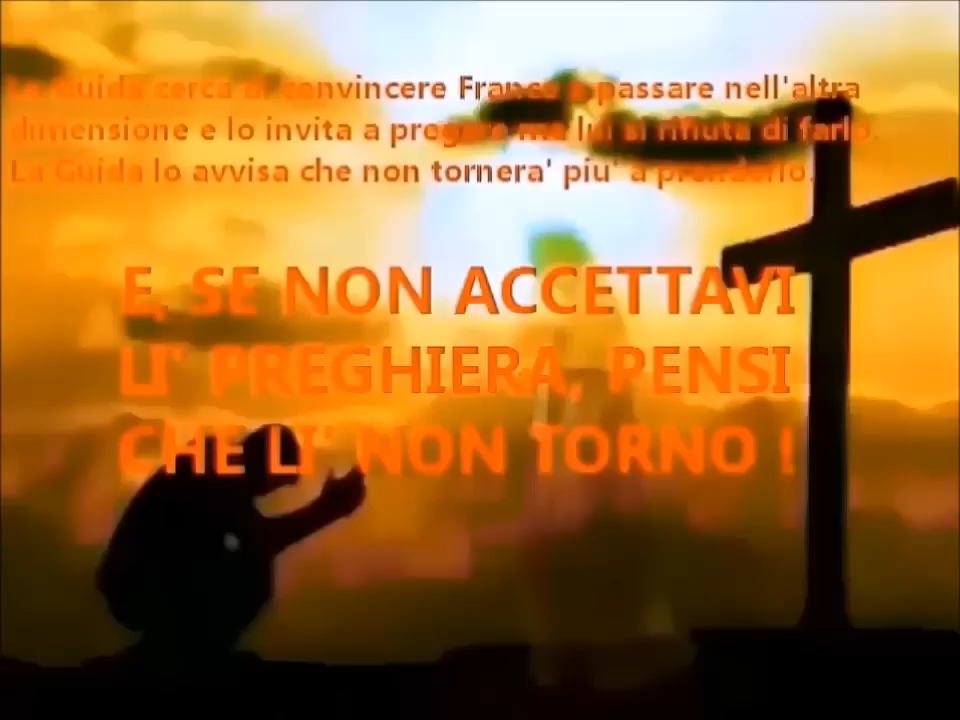 La Guida cerca di convincere Franco a passare nell'altra
dimensione e lo invita a pregare ma lui si rifiuta di farlo.
La Guida lo avvisa che non tornera' piu' a prenderlo.
E, SE NON ACCETTAVI
LI' PREGHIERA, PENSI
CHE LI' NON TORNO !